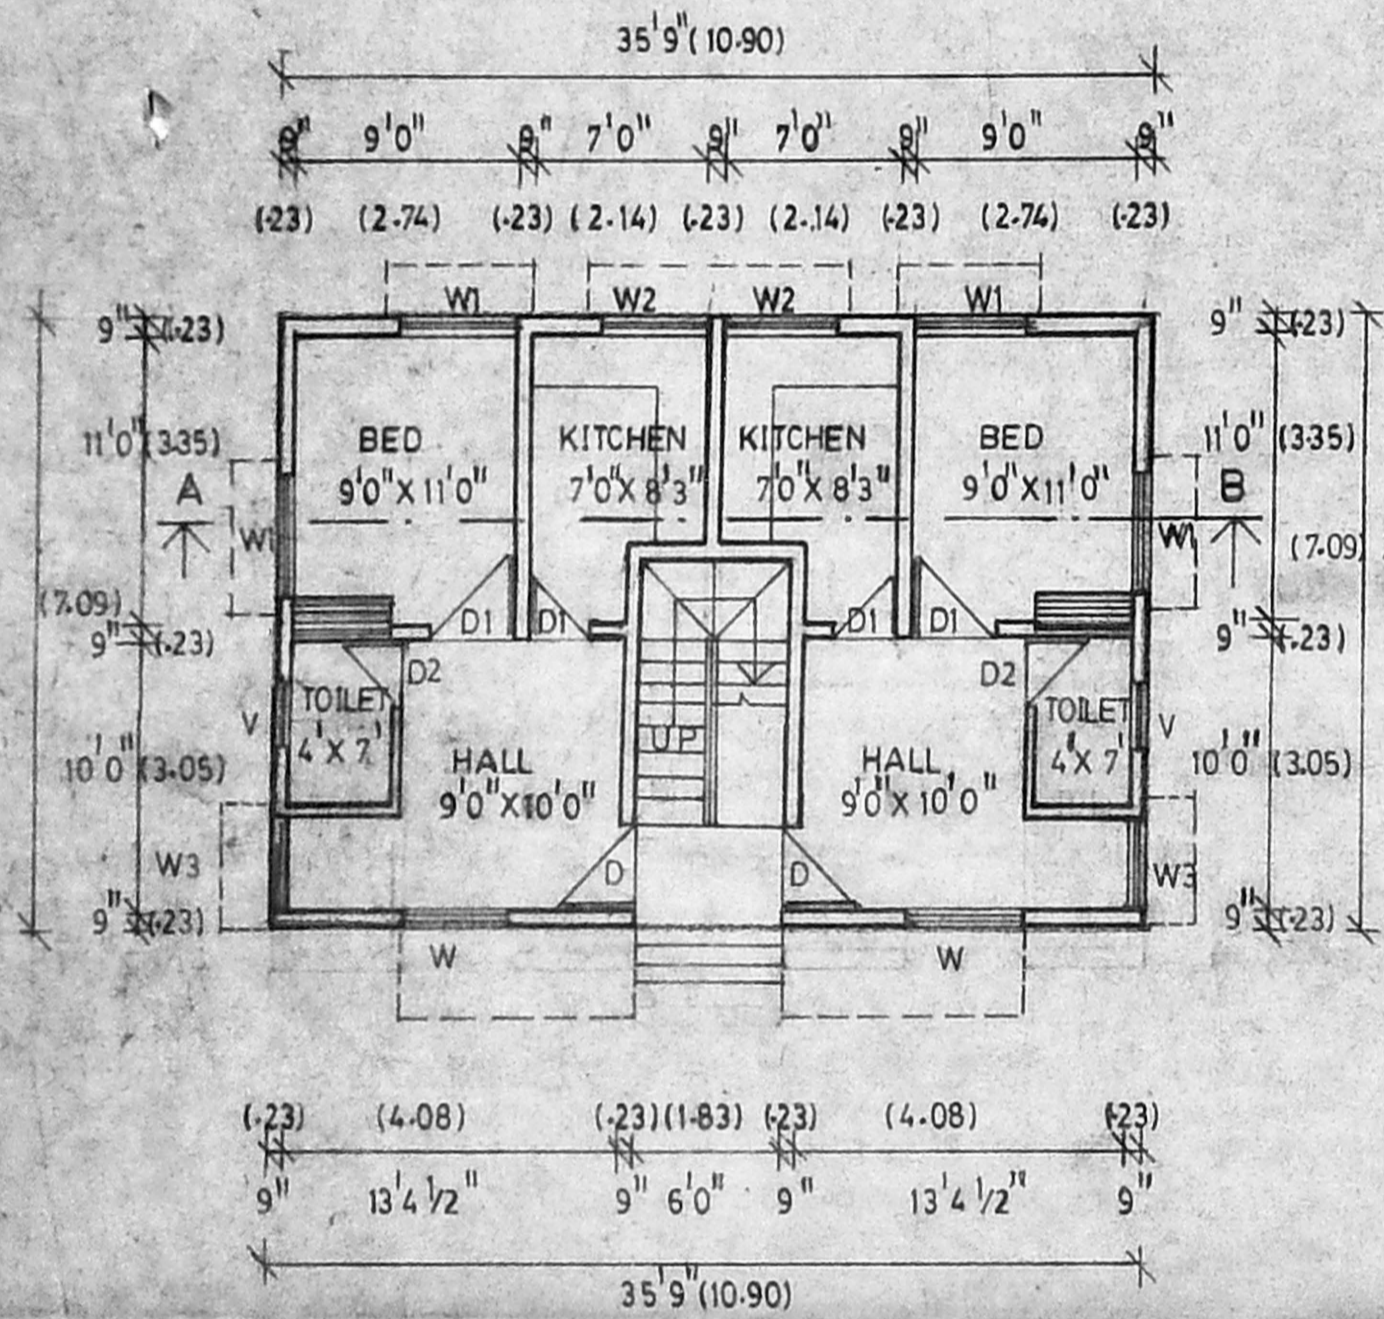 35'9"(10.90)
9" 9'0" 9" 7'0" 9" 7'0" 9" 9'0" 9"
(.23) (2.74) (.23) (2.14) (.23) (2.14) (.23) (2.74) (.23)
W1 W2 W2 W1
9" (.23) 9" (.23)
11'0" (3.35) BED KITCHEN KITCHEN BED 11'0" (3.35)
A 9'0" X 11'0" 7'0" X 8'3" 7'0" X 8'3" 9'0" X 11'0" B
W1 W1 (7.09)
(7.09)
9" (.23) D1 D1 D1 D1 9" (.23)
D2 D2
TOILET TOILET
V UP V
4' X 7' 4' X 7'
10'0" (3.05) HALL HALL 10'0" (3.05)
9'0" X 10'0" 9'0" X 10'0"
W3 D D W3
9" (.23) 9" (.23)
W W
(.23) (4.08) (.23) (1.83) (.23) (4.08) (.23)
9" 13'4 1/2" 9" 6'0" 9" 13'4 1/2" 9"
35'9"(10.90)